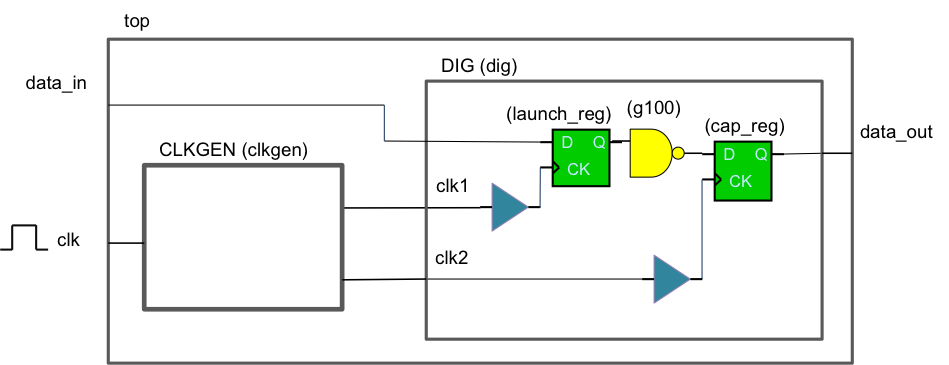 top
data_in
DIG (dig)
(launch_reg)
(g100)
(cap_reg)
data_out
D Q
CK
D Q
CK
CLKGEN (clkgen)
clk1
clk
clk2